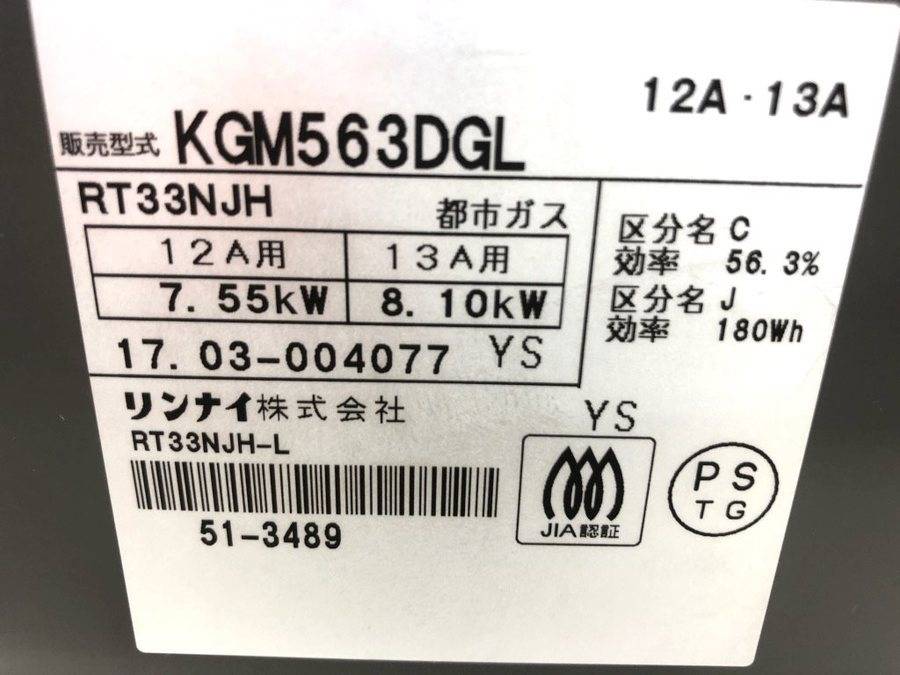 12A・13A
販売型式 KGM563DGL
RT33NJH 都市ガス
12A用 13A用
7.55kW 8.10kW
17.03-004077 YS
区分名 C
効率 56.3%
区分名 J
効率 180Wh
リンナイ株式会社 YS
RT33NJH-L
51-3489
JIA認証
PS
TG